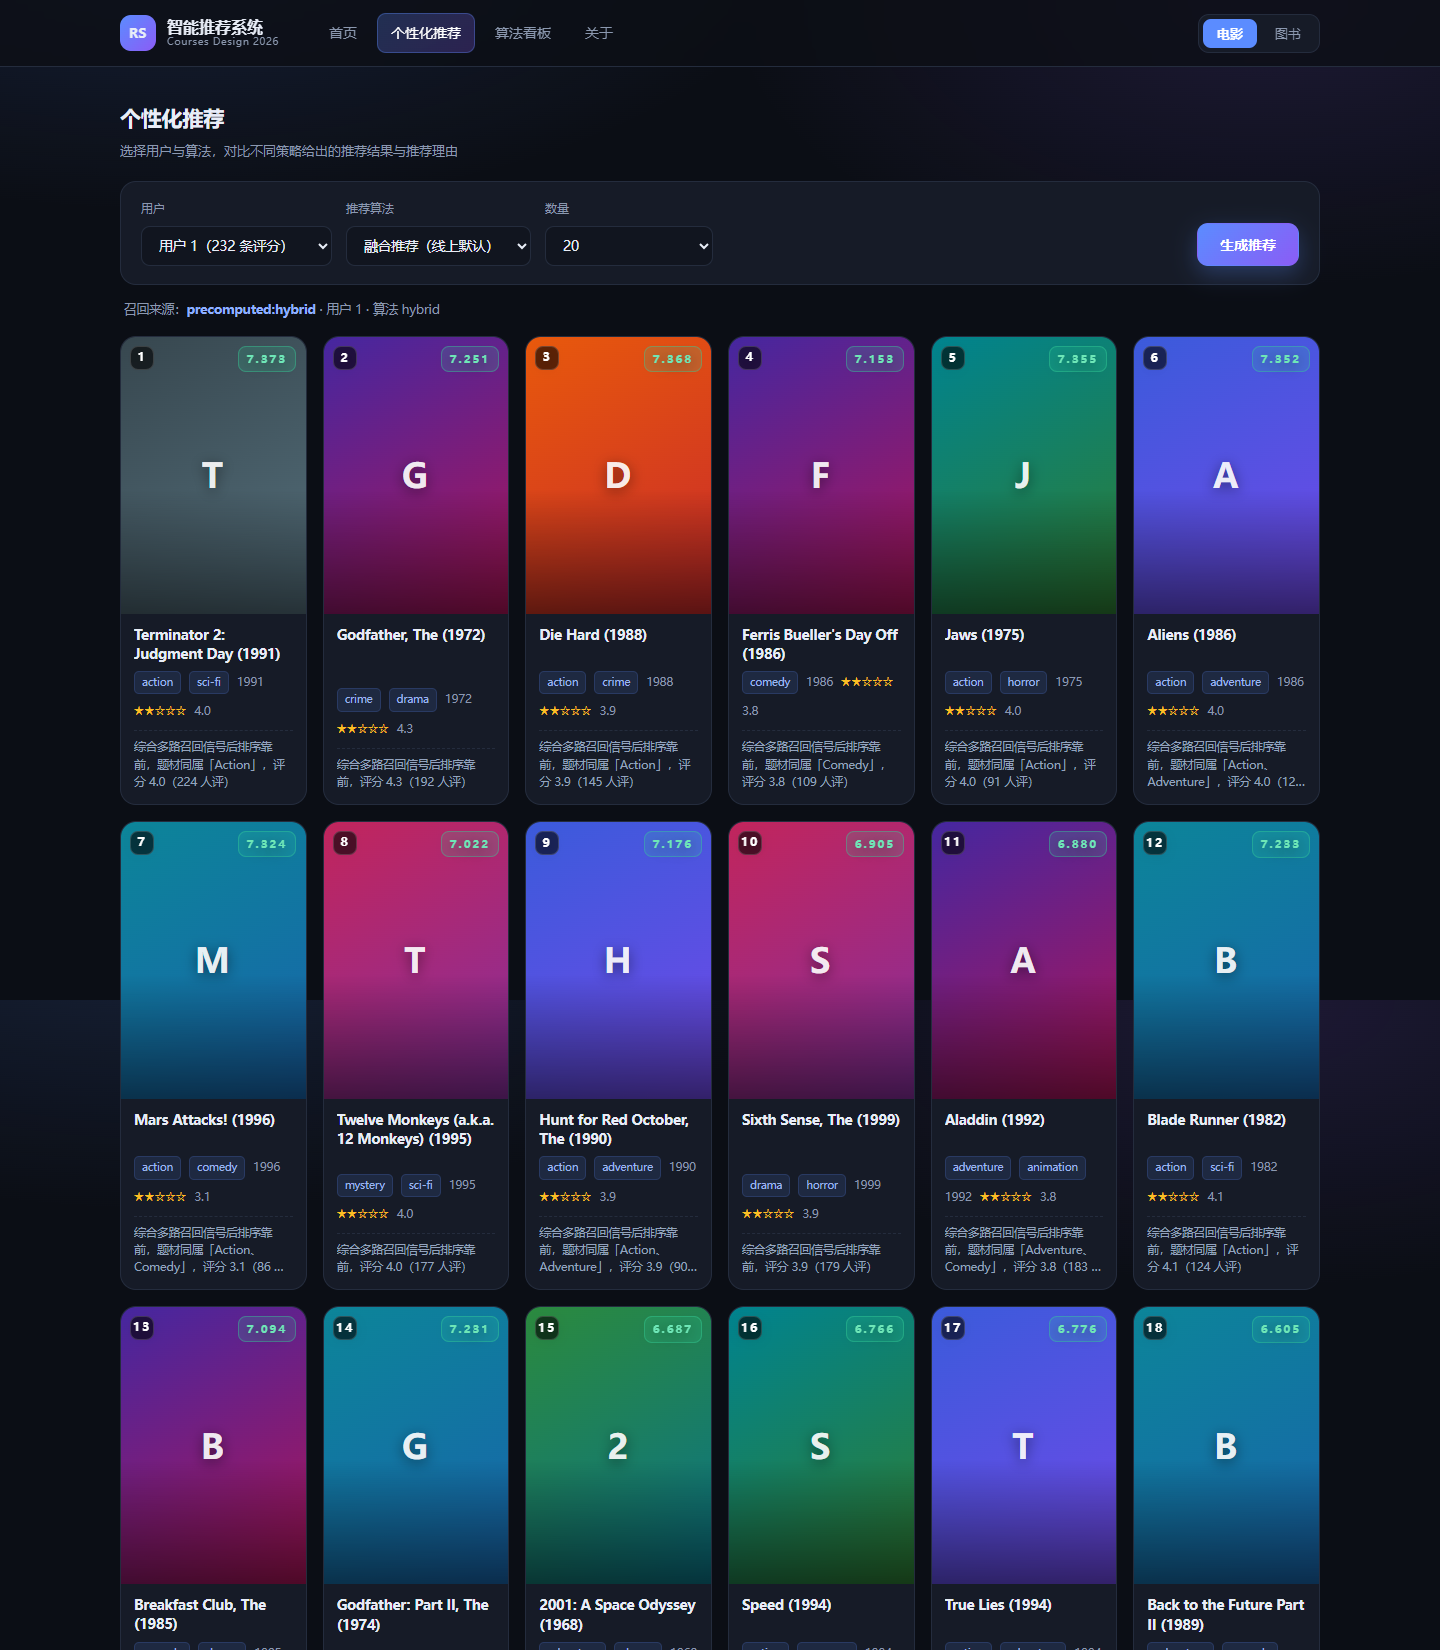 RS
智能推荐系统
Courses Design 2026
首页
个性化推荐
算法看板
关于
电影
图书
个性化推荐
选择用户与算法，对比不同策略给出的推荐结果与推荐理由
用户
推荐算法
数量
用户 1（232 条评分）
融合推荐（线上默认）
20
生成推荐
召回来源：precomputed:hybrid · 用户 1 · 算法 hybrid
1
7.373
T
Terminator 2:
Judgment Day (1991)
action sci-fi 1991
★★☆☆☆ 4.0
综合多路召回信号后排序靠
前，题材同属「Action」，评
分 4.0（224 人评）
2
7.251
G
Godfather, The (1972)
crime drama 1972
★★☆☆☆ 4.3
综合多路召回信号后排序靠
前，评分 4.3（192 人评）
3
7.368
D
Die Hard (1988)
action crime 1988
★★☆☆☆ 3.9
综合多路召回信号后排序靠
前，题材同属「Action」，评
分 3.9（145 人评）
4
7.153
F
Ferris Bueller's Day Off
(1986)
comedy 1986 ★★☆☆☆
3.8
综合多路召回信号后排序靠
前，题材同属「Comedy」，
评分 3.8（109 人评）
5
7.355
J
Jaws (1975)
action horror 1975
★★☆☆☆ 4.0
综合多路召回信号后排序靠
前，题材同属「Action」，评
分 4.0（91 人评）
6
7.352
A
Aliens (1986)
action adventure 1986
★★☆☆☆ 4.0
综合多路召回信号后排序靠
前，题材同属「Action、
Adventure」，评分 4.0（12...
7
7.324
M
Mars Attacks! (1996)
action comedy 1996
★★☆☆☆ 3.1
综合多路召回信号后排序靠
前，题材同属「Action、
Comedy」，评分 3.1（86 ...
8
7.022
T
Twelve Monkeys (a.k.a.
12 Monkeys) (1995)
mystery sci-fi 1995
★★☆☆☆ 4.0
综合多路召回信号后排序靠
前，评分 4.0（177 人评）
9
7.176
H
Hunt for Red October,
The (1990)
action adventure 1990
★★☆☆☆ 3.9
综合多路召回信号后排序靠
前，题材同属「Action、
Adventure」，评分 3.9（90...
10
6.905
S
Sixth Sense, The (1999)
drama horror 1999
★★☆☆☆ 3.9
综合多路召回信号后排序靠
前，评分 3.9（179 人评）
11
6.880
A
Aladdin (1992)
adventure animation
1992 ★★☆☆☆ 3.8
综合多路召回信号后排序靠
前，题材同属「Adventure、
Comedy」，评分 3.8（183 ...
12
7.233
B
Blade Runner (1982)
action sci-fi 1982
★★☆☆☆ 4.1
综合多路召回信号后排序靠
前，题材同属「Action」，评
分 4.1（124 人评）
13
7.094
B
Breakfast Club, The
(1985)
14
7.231
G
Godfather: Part II, The
(1974)
15
6.687
2
2001: A Space Odyssey
(1968)
16
6.766
S
Speed (1994)
17
6.776
T
True Lies (1994)
18
6.605
B
Back to the Future Part
II (1989)